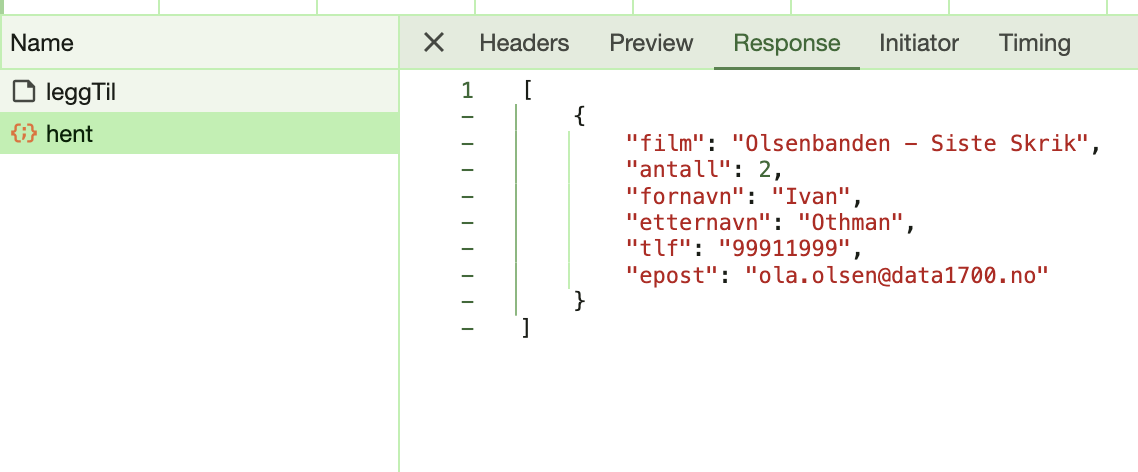 Name
leggTil
{;} hent
× Headers Preview Response Initiator Timing
1 [
- {
- "film": "Olsenbanden – Siste Skrik",
- "antall": 2,
- "fornavn": "Ivan",
- "etternavn": "Othman",
- "tlf": "99911999",
- "epost": "ola.olsen@data1700.no"
- }
- ]